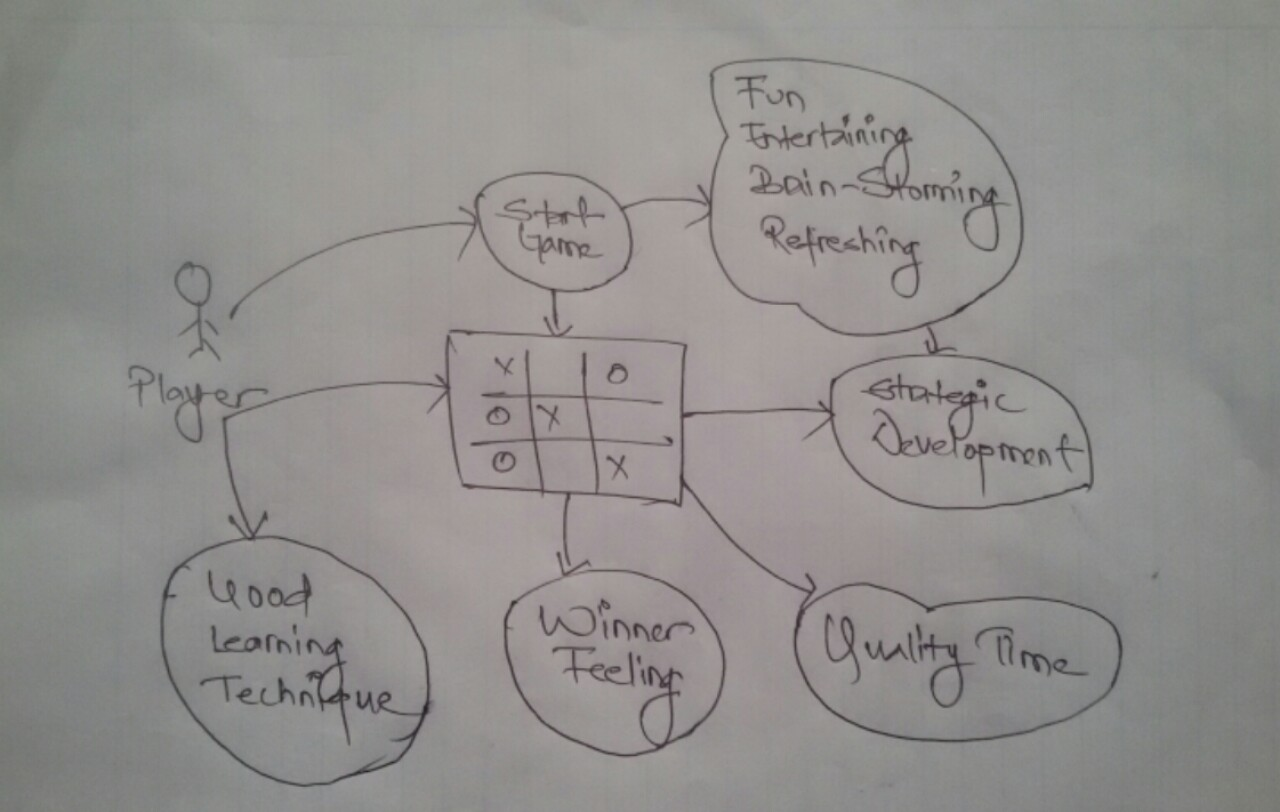 Fun
Entertaining
Bain-Storming
Refreshing
Start
Game
Player
X O
O X
O X
Strategic
Development
Good
Learning
Technique
Winner
Feeling
Quality Time